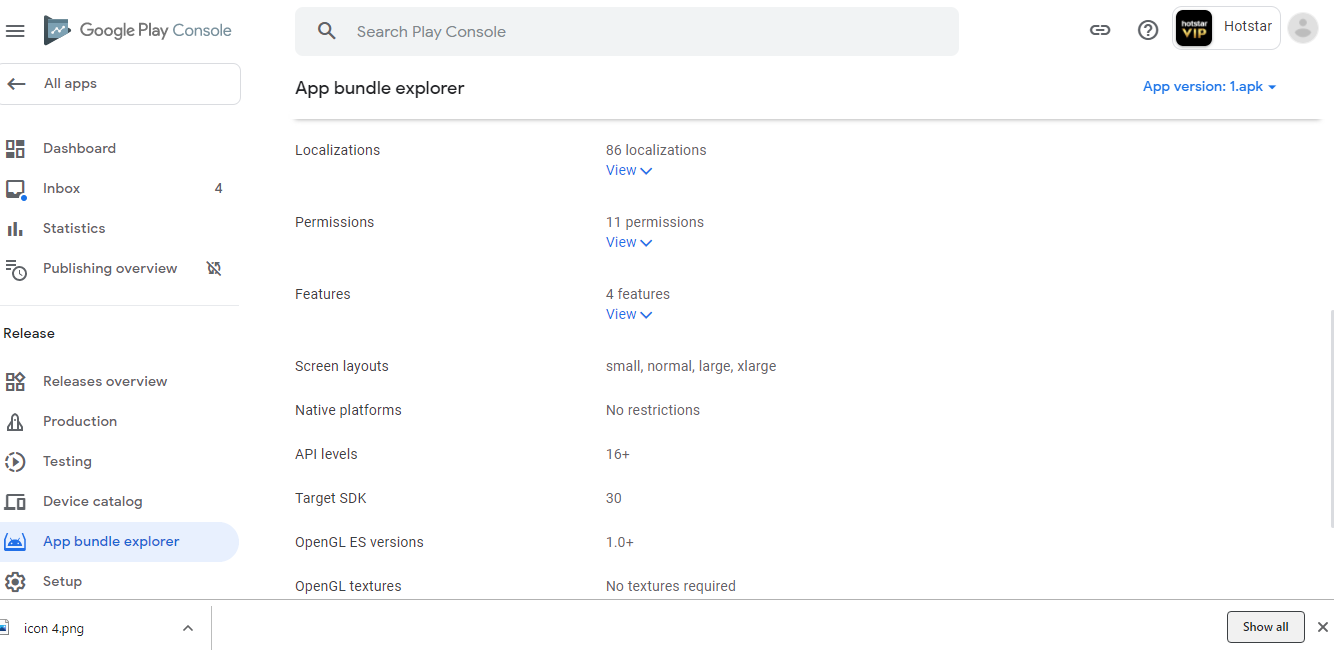 Google Play Console
Search Play Console
hotstar
VIP
Hotstar
All apps
App bundle explorer
App version: 1.apk
Dashboard
Inbox 4
Statistics
Publishing overview
Release
Releases overview
Production
Testing
Device catalog
App bundle explorer
Setup
Localizations 86 localizations
View
Permissions 11 permissions
View
Features 4 features
View
Screen layouts small, normal, large, xlarge
Native platforms No restrictions
API levels 16+
Target SDK 30
OpenGL ES versions 1.0+
OpenGL textures No textures required
icon 4.png
Show all